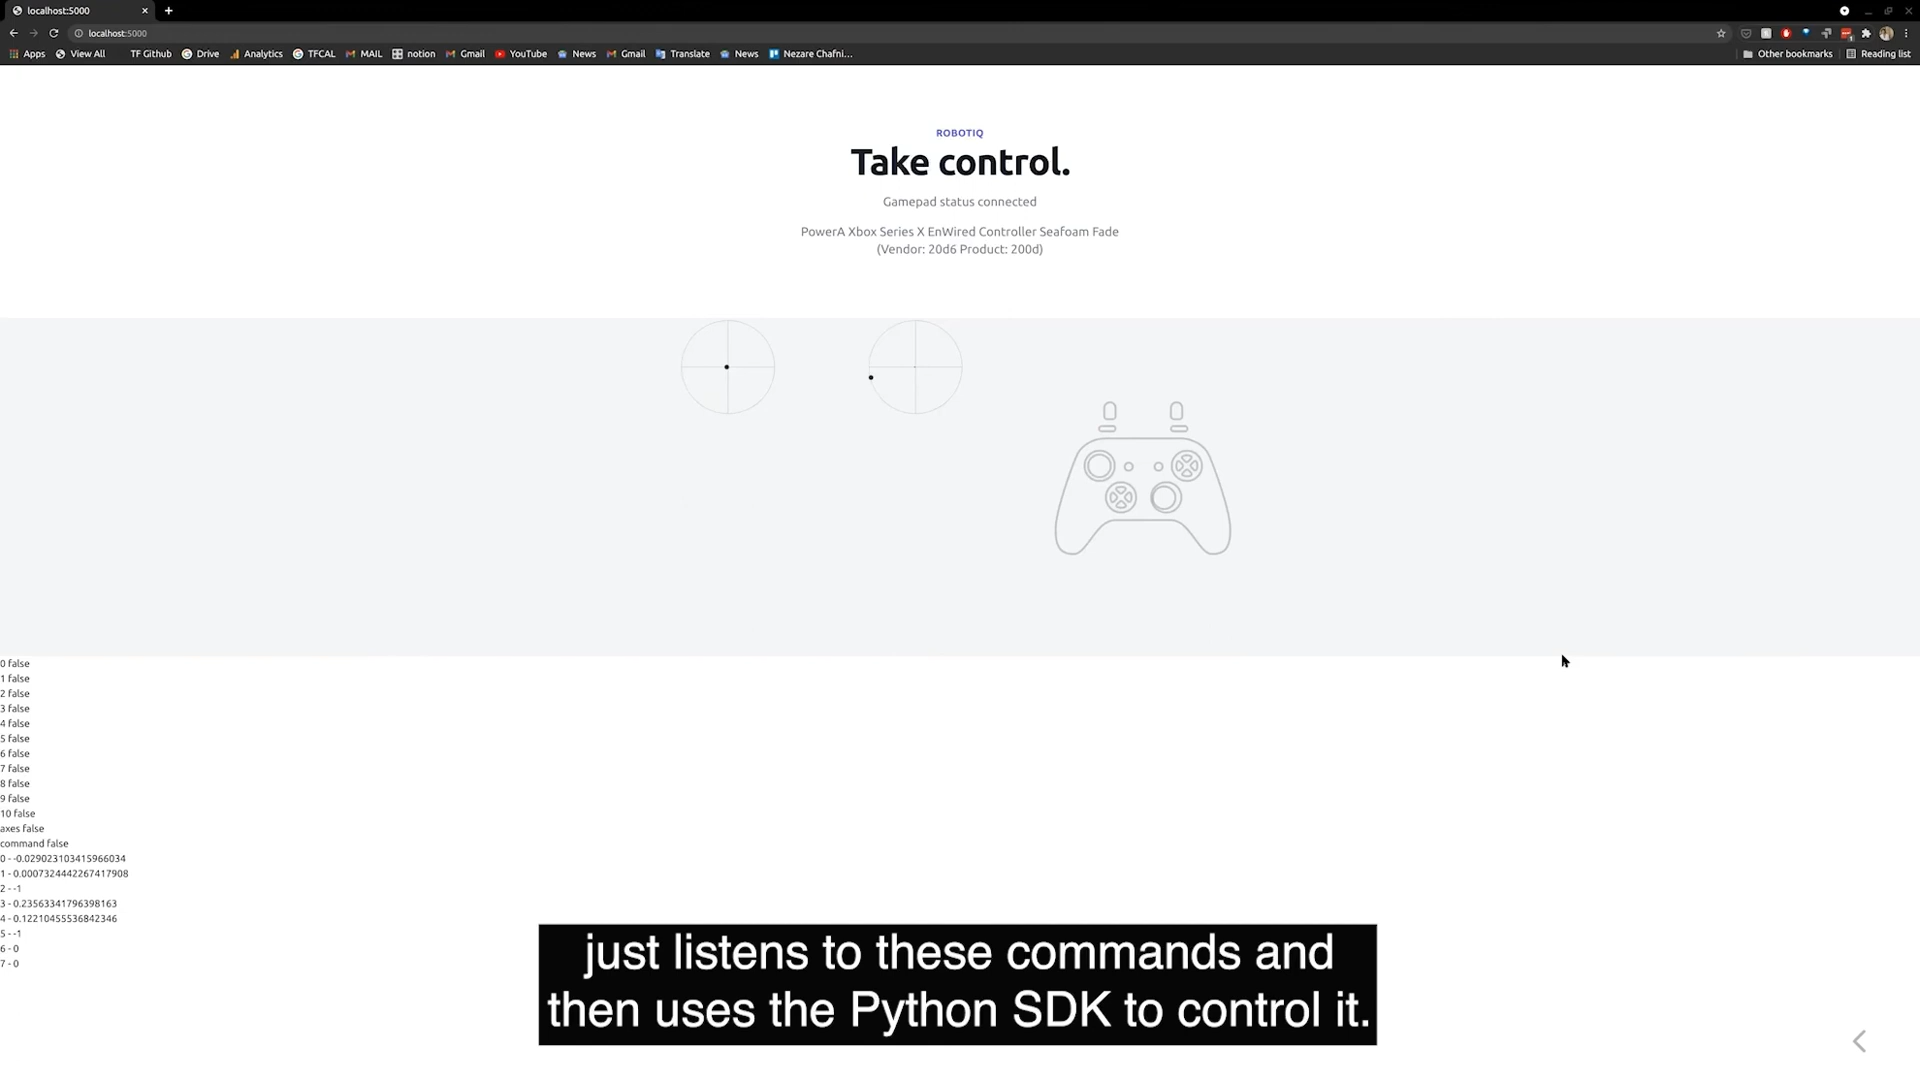 localhost:5000
localhost:5000
Apps View All TF Github Drive Analytics TFCAL MAIL notion Gmail YouTube News Gmail Translate News Nezare Chafni... Other bookmarks Reading list
ROBOTIQ
Take control.
Gamepad status connected
PowerA Xbox Series X EnWired Controller Seafoam Fade
(Vendor: 20d6 Product: 200d)
0 false
1 false
2 false
3 false
4 false
5 false
6 false
7 false
8 false
9 false
10 false
axes false
command false
0 - -0.029023103415966034
1 - 0.0007324442267417908
2 - -1
3 - 0.23563341796398163
4 - 0.12210455536842346
5 - -1
6 - 0
7 - 0
just listens to these commands and
then uses the Python SDK to control it.